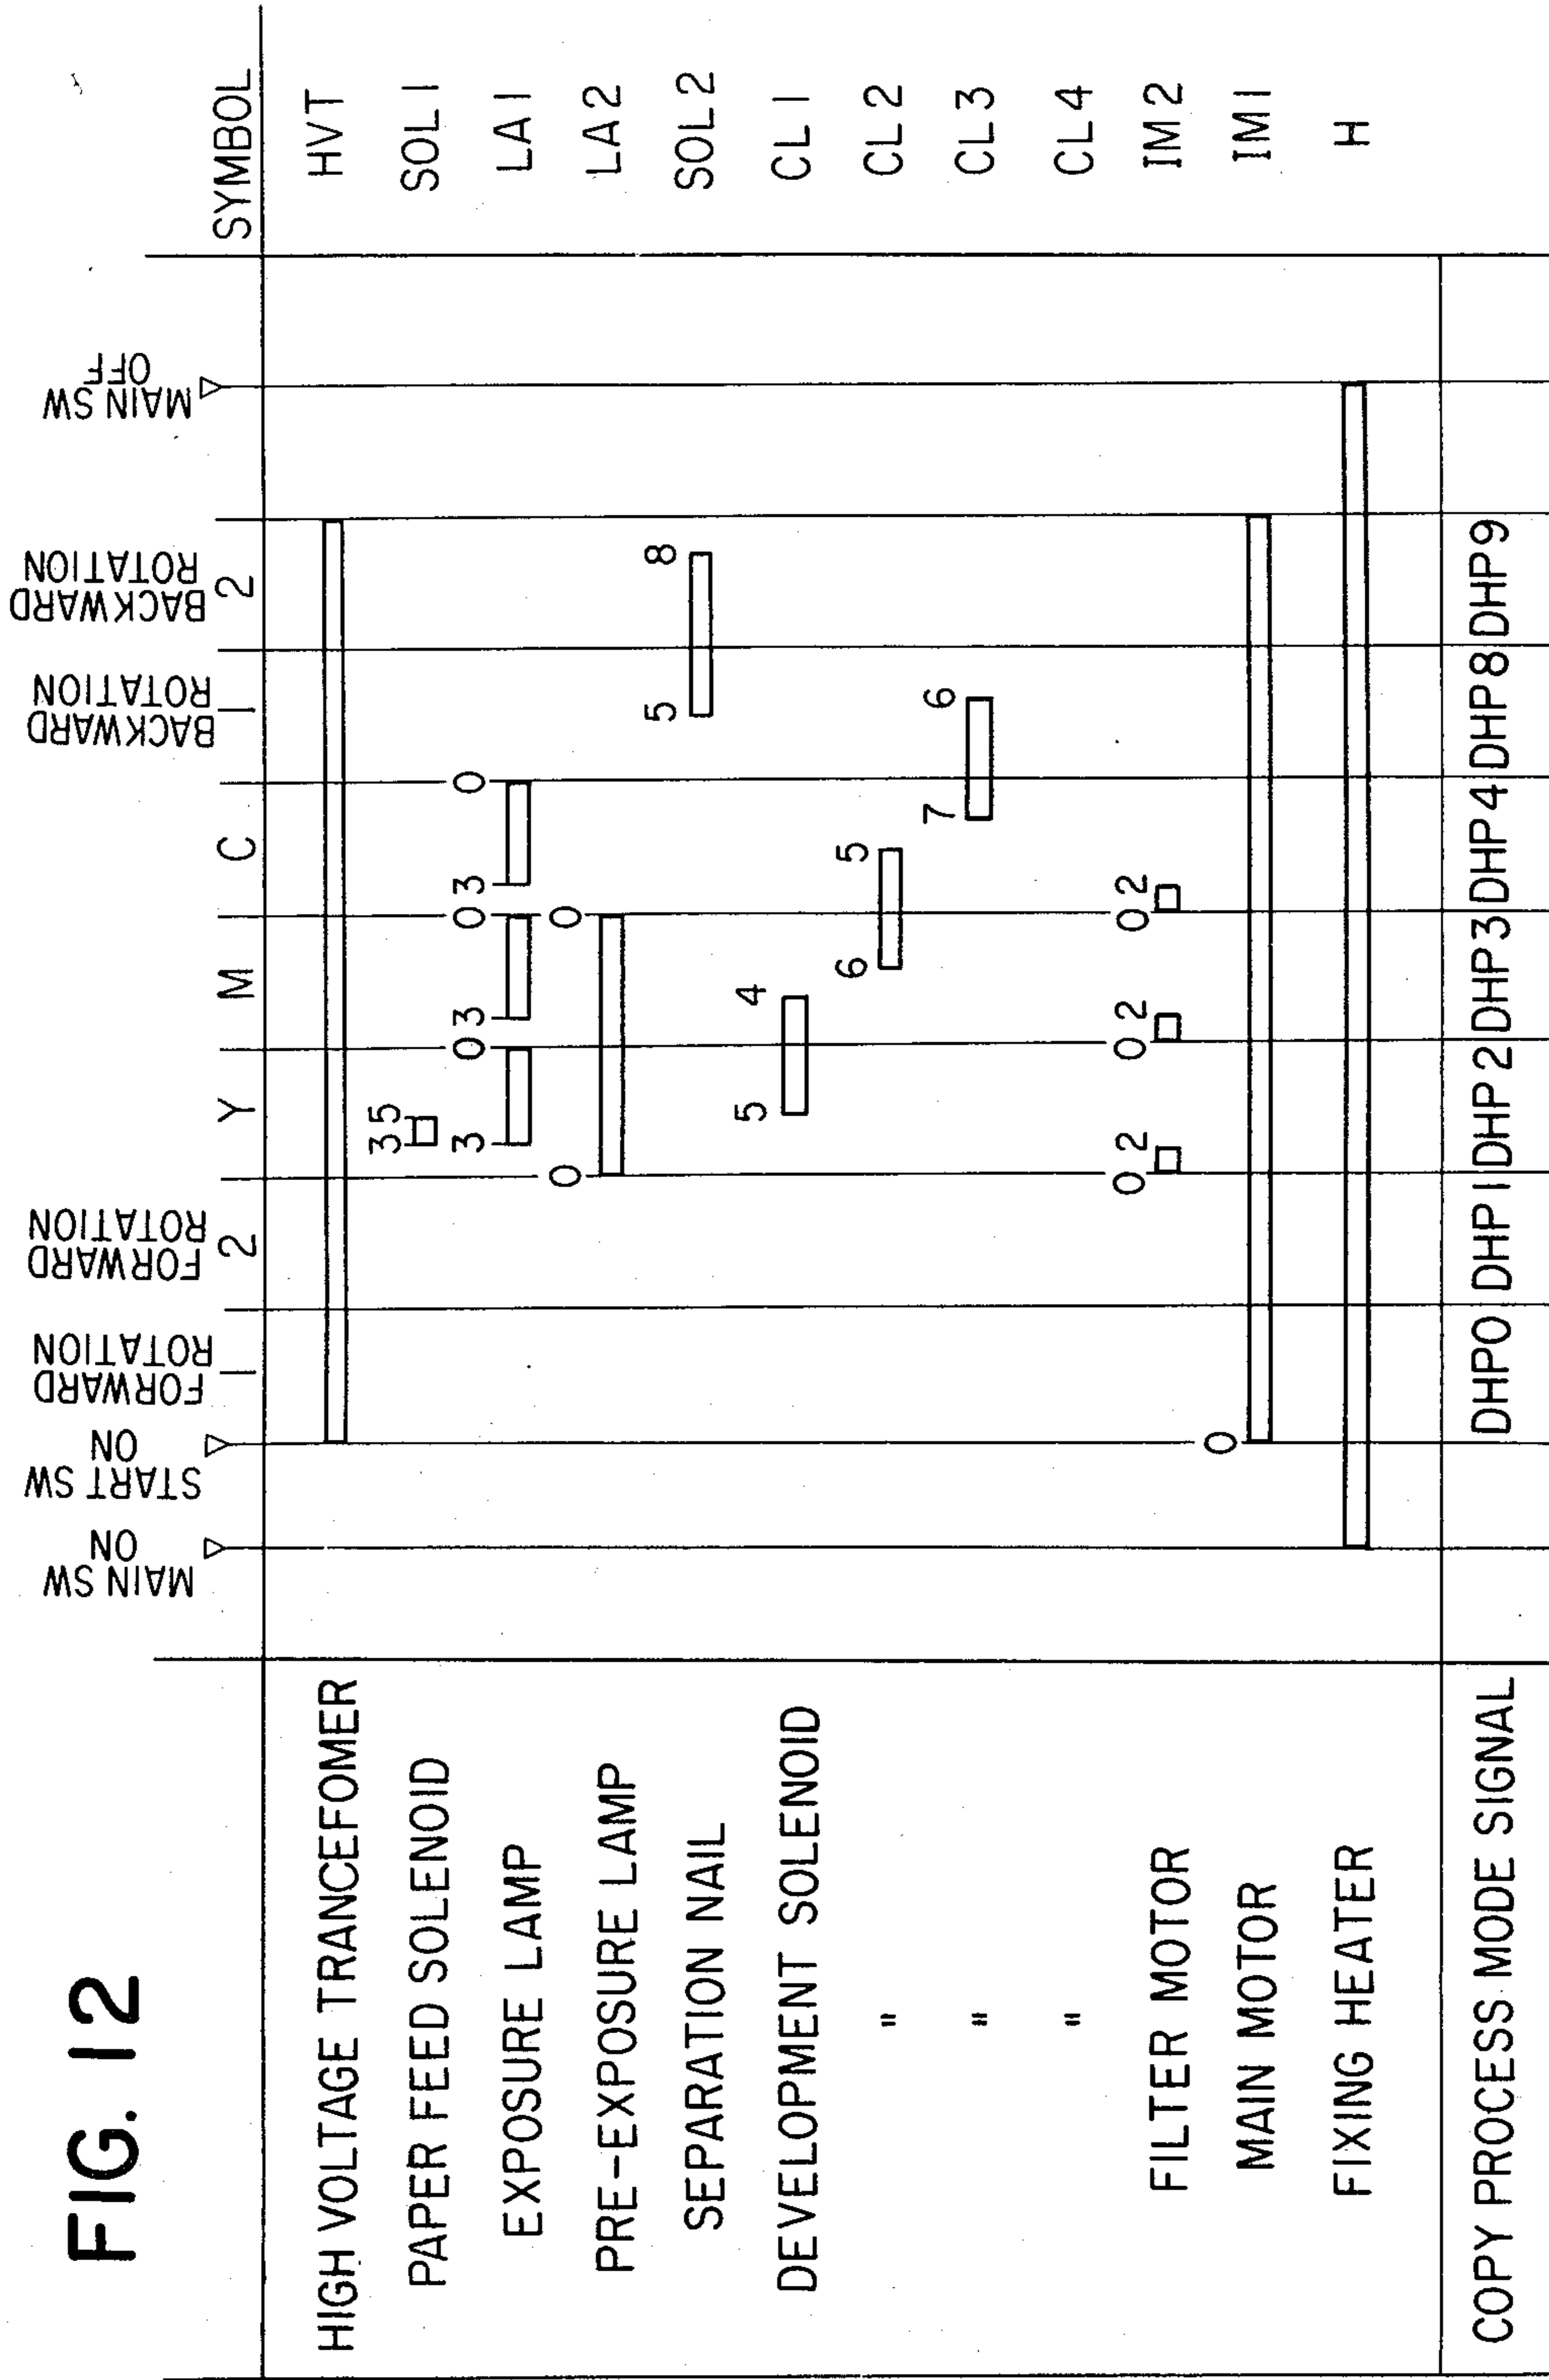 FIG. 12
MAIN SW ON
START SW ON
FORWARD ROTATION 1
FORWARD ROTATION 2
Y
M
C
BACKWARD ROTATION 1
BACKWARD ROTATION 2
MAIN SW OFF
SYMBOL
HIGH VOLTAGE TRANCEFOMER HVT
PAPER FEED SOLENOID 3 5 SOL 1
EXPOSURE LAMP 3 0 3 0 3 0 LA 1
PRE-EXPOSURE LAMP 0 0 LA 2
SEPARATION NAIL 5 8 SOL 2
DEVELOPMENT SOLENOID 5 4 CL 1
" 6 5 CL 2
" 7 6 CL 3
" CL 4
FILTER MOTOR 0 2 0 2 0 2 IM 2
MAIN MOTOR 0 IM 1
FIXING HEATER H
COPY PROCESS MODE SIGNAL DHP0 DHP1 DHP2 DHP3 DHP4 DHP8 DHP9